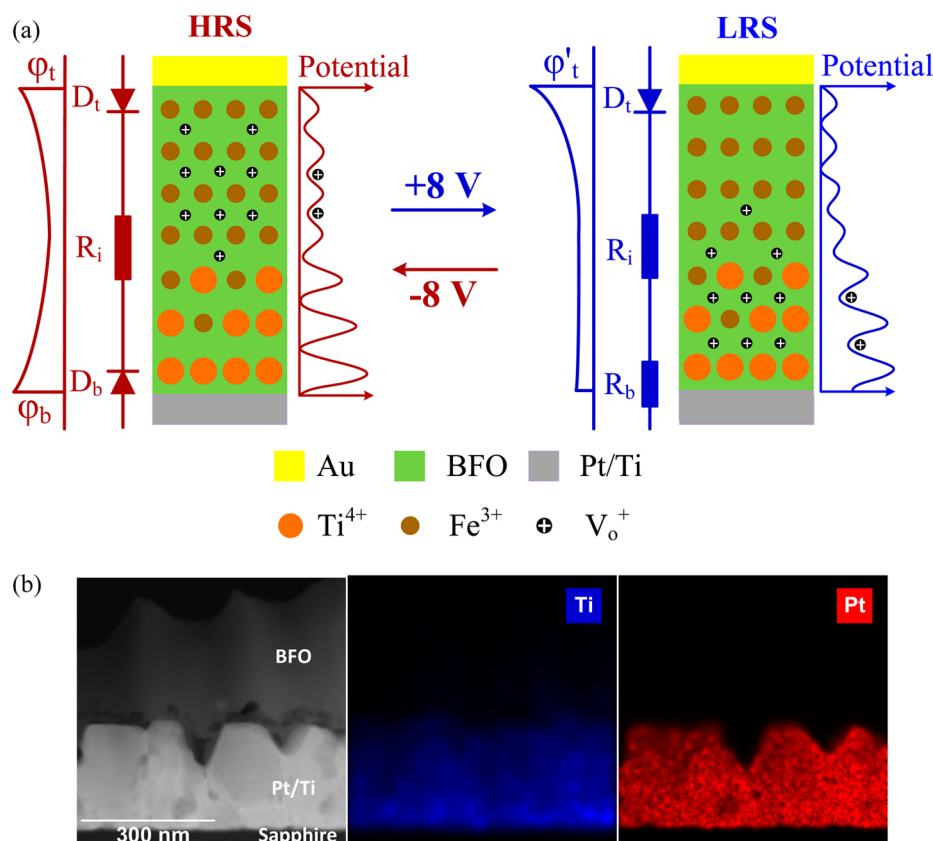 (a)
HRS
LRS
φt
Dt
Potential
φ't
Dt
Potential
+8 V
Ri
Ri
-8 V
Db
Rb
φb
Au
BFO
Pt/Ti
Ti⁴⁺
Fe³⁺
Vo⁺
(b)
Ti
Pt
BFO
Pt/Ti
300 nm
Sapphire